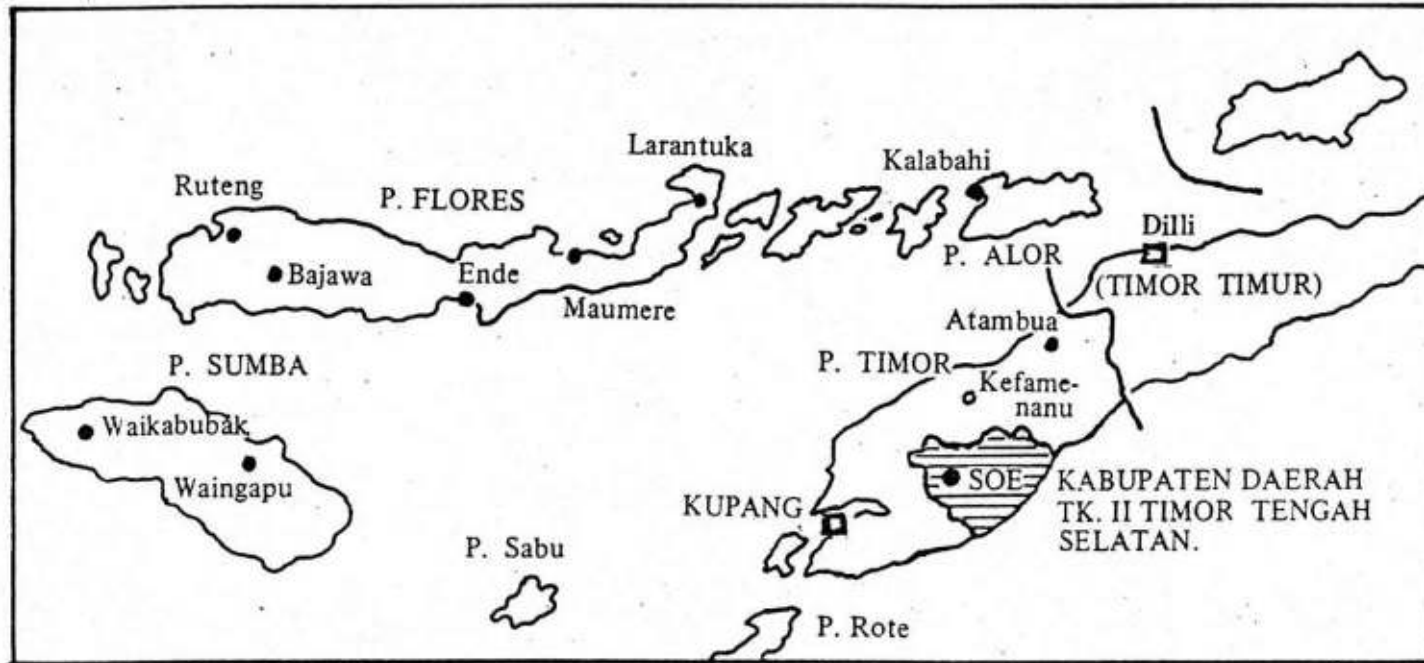 Larantuka
Kalabahi
Ruteng
P. FLORES
Dilli
Bajawa
Ende
P. ALOR
(TIMOR TIMUR)
Maumere
Atambua
P. SUMBA
P. TIMOR
Kefame-
nanu
Waikabubak
Waingapu
SOE
KABUPATEN DAERAH
TK. II TIMOR TENGAH
SELATAN.
KUPANG
P. Sabu
P. Rote